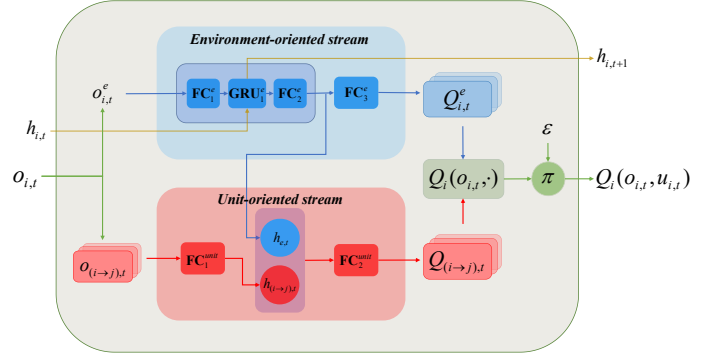 Environment-oriented stream
h_{i,t+1}
o^e_{i,t}
FC^e_1
GRU^e_1
FC^e_2
FC^e_3
Q^e_{i,t}
h_{i,t}
ε
o_{i,t}
Q_i(o_{i,t},·)
π
Q_i(o_{i,t},u_{i,t})
Unit-oriented stream
h_{e,t}
o_{(i→j),t}
FC^{unit}_1
h_{(i→j),t}
FC^{unit}_2
Q_{(i→j),t}